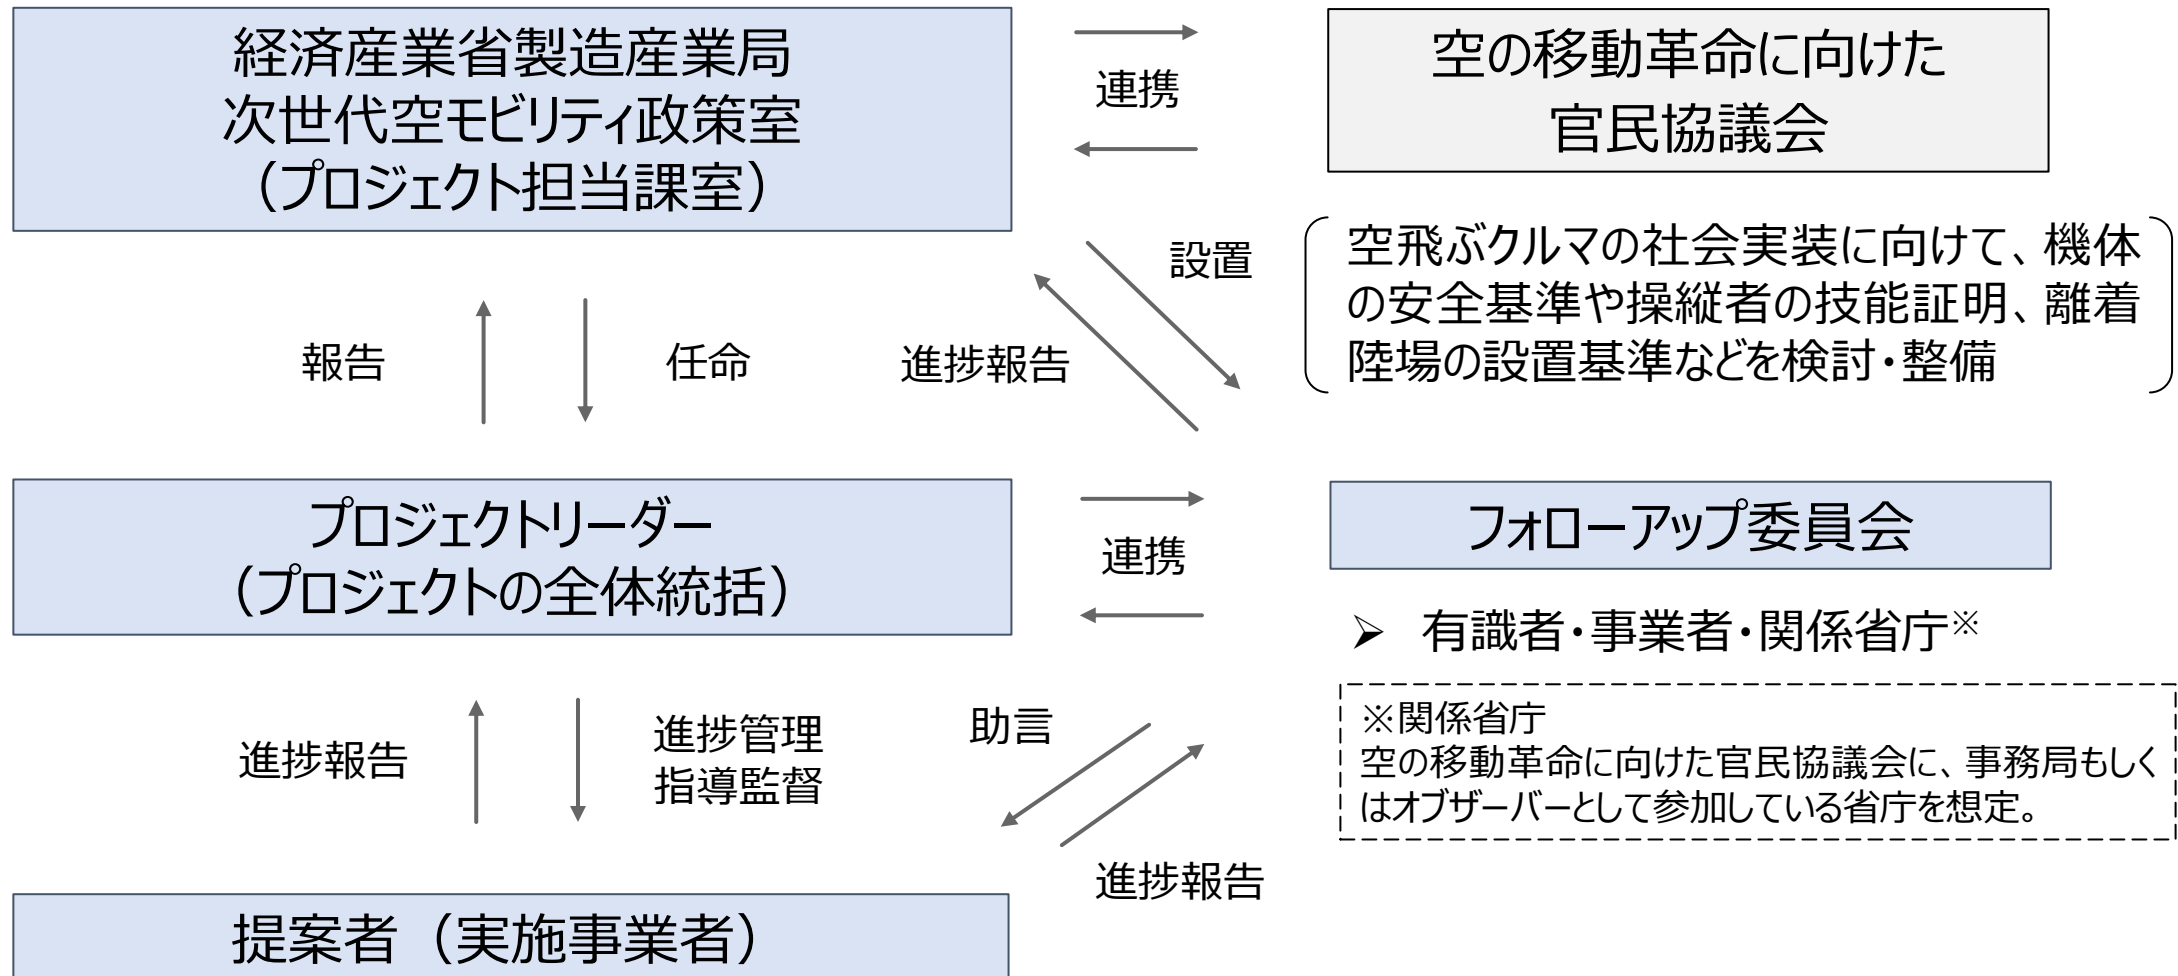 経済産業省製造産業局
次世代空モビリティ政策室
（プロジェクト担当課室）
連携
空の移動革命に向けた
官民協議会
設置
空飛ぶクルマの社会実装に向けて、機体
の安全基準や操縦者の技能証明、離着
陸場の設置基準などを検討・整備
報告
任命
進捗報告
プロジェクトリーダー
（プロジェクトの全体統括）
連携
フォローアップ委員会
➢ 有識者・事業者・関係省庁※
※関係省庁
空の移動革命に向けた官民協議会に、事務局もしく
はオブザーバーとして参加している省庁を想定。
進捗報告
進捗管理
指導監督
助言
進捗報告
提案者（実施事業者）